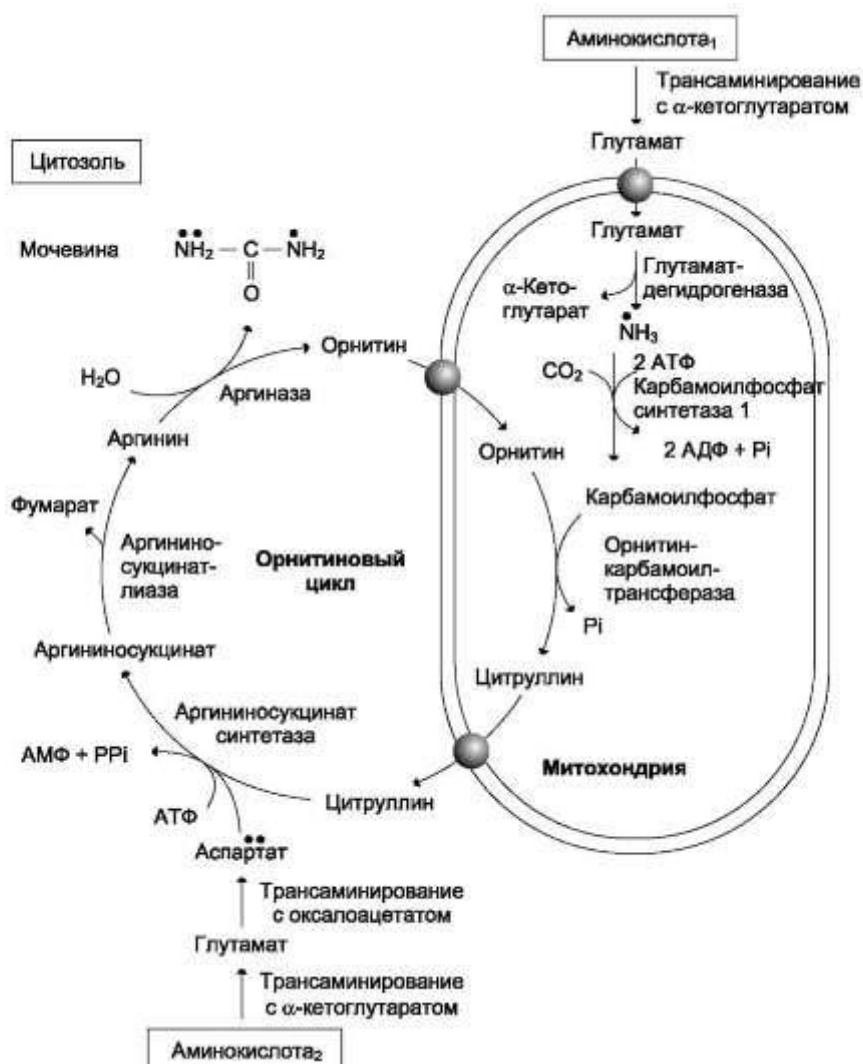 Аминокислота₁
Трансаминирование
с α-кетоглутаратом
Глутамат
Цитозоль
Мочевина
NH₂ — C — NH₂
O
Глутамат
Глутамат-
дегидрогеназа
α-Кето-
глутарат
NH₃
Орнитин
H₂O
Аргиназа
CO₂
2 АТФ
Карбамоилфосфат
синтетаза 1
2 АДФ + Pi
Аргинин
Орнитин
Карбамоилфосфат
Фумарат
Аргинино-
сукцинат-
лиаза
Орнитиновый
цикл
Орнитин-
карбамоил-
трансфераза
Pi
Аргининосукцинат
Цитруллин
Аргининосукцинат
синтетаза
АМФ + PPi
Митохондрия
АТФ
Цитруллин
Аспартат
Трансаминирование
с оксалоацетатом
Глутамат
Трансаминирование
с α-кетоглутаратом
Аминокислота₂